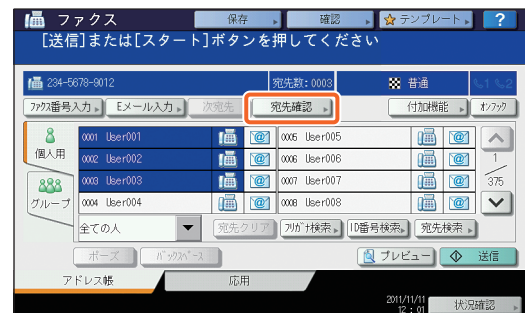 ファクス 保存 確認 テンプレート ?
[送信]または[スタート]ボタンを押してください
234-5678-9012 宛先数:0003 普通 1 2
ファクス番号入力 Eメール入力 次宛先 宛先確認 付加機能 オンフック
個人用
グループ
0001 User001 0005 User005
0002 User002 0006 User006
0003 User003 0007 User007
0004 User004 0008 User008
1
375
全ての人 宛先クリア フリガナ検索 ID番号検索 宛先検索
ポーズ バックスペース プレビュー 送信
アドレス帳 応用
2011/11/11
12:01 状況確認